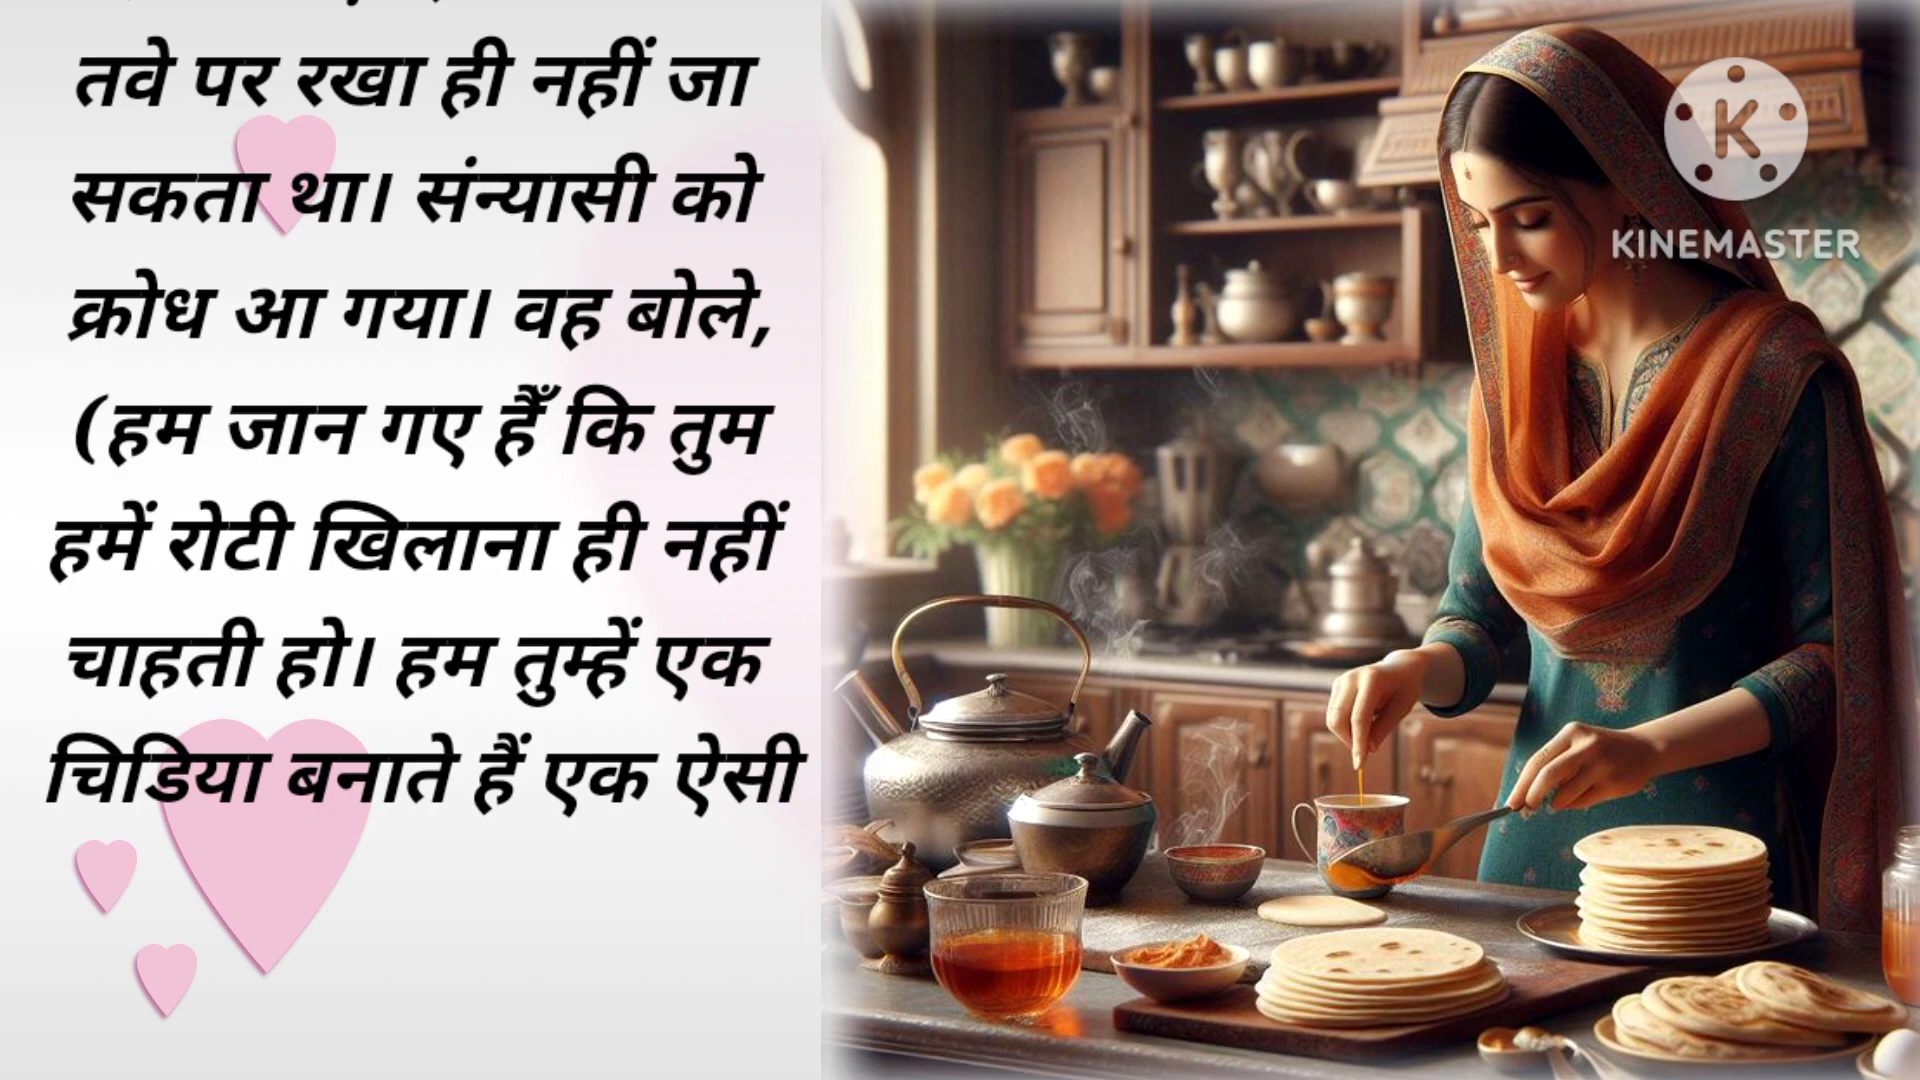 तवे पर रखा ही नहीं जा
सकता था। संन्यासी को
क्रोध आ गया। वह बोले,
(हम जान गए हैँ कि तुम
हमें रोटी खिलाना ही नहीं
चाहती हो। हम तुम्हें एक
चिडिया बनाते हैं एक ऐसी
K
KINEMASTER